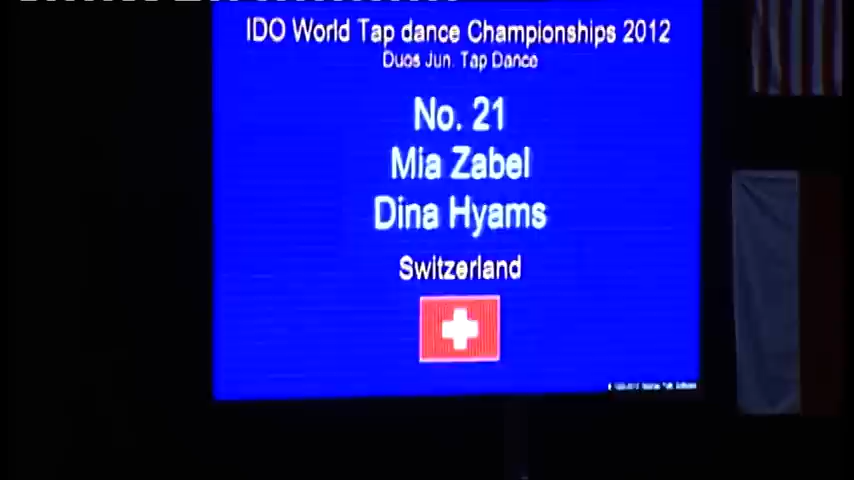 IDO World Tap dance Championships 2012
Duos Jun. Tap Dance
No. 21
Mia Zabel
Dina Hyams
Switzerland